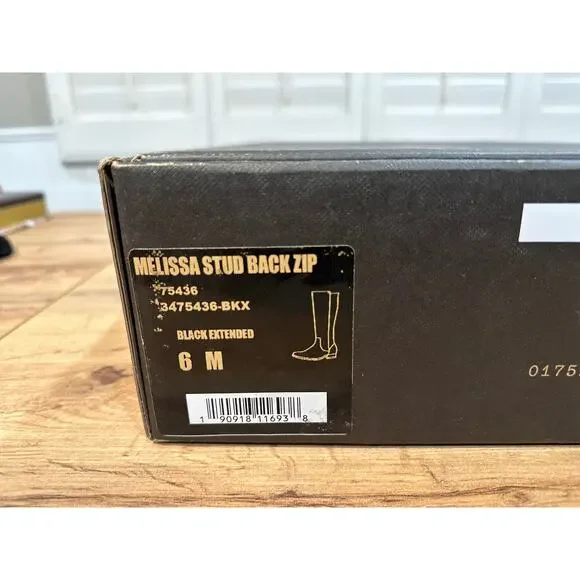 MELISSA STUD BACK ZIP
75436
3475436-BKX
BLACK EXTENDED
6 M
1 90918 11693 8
0175